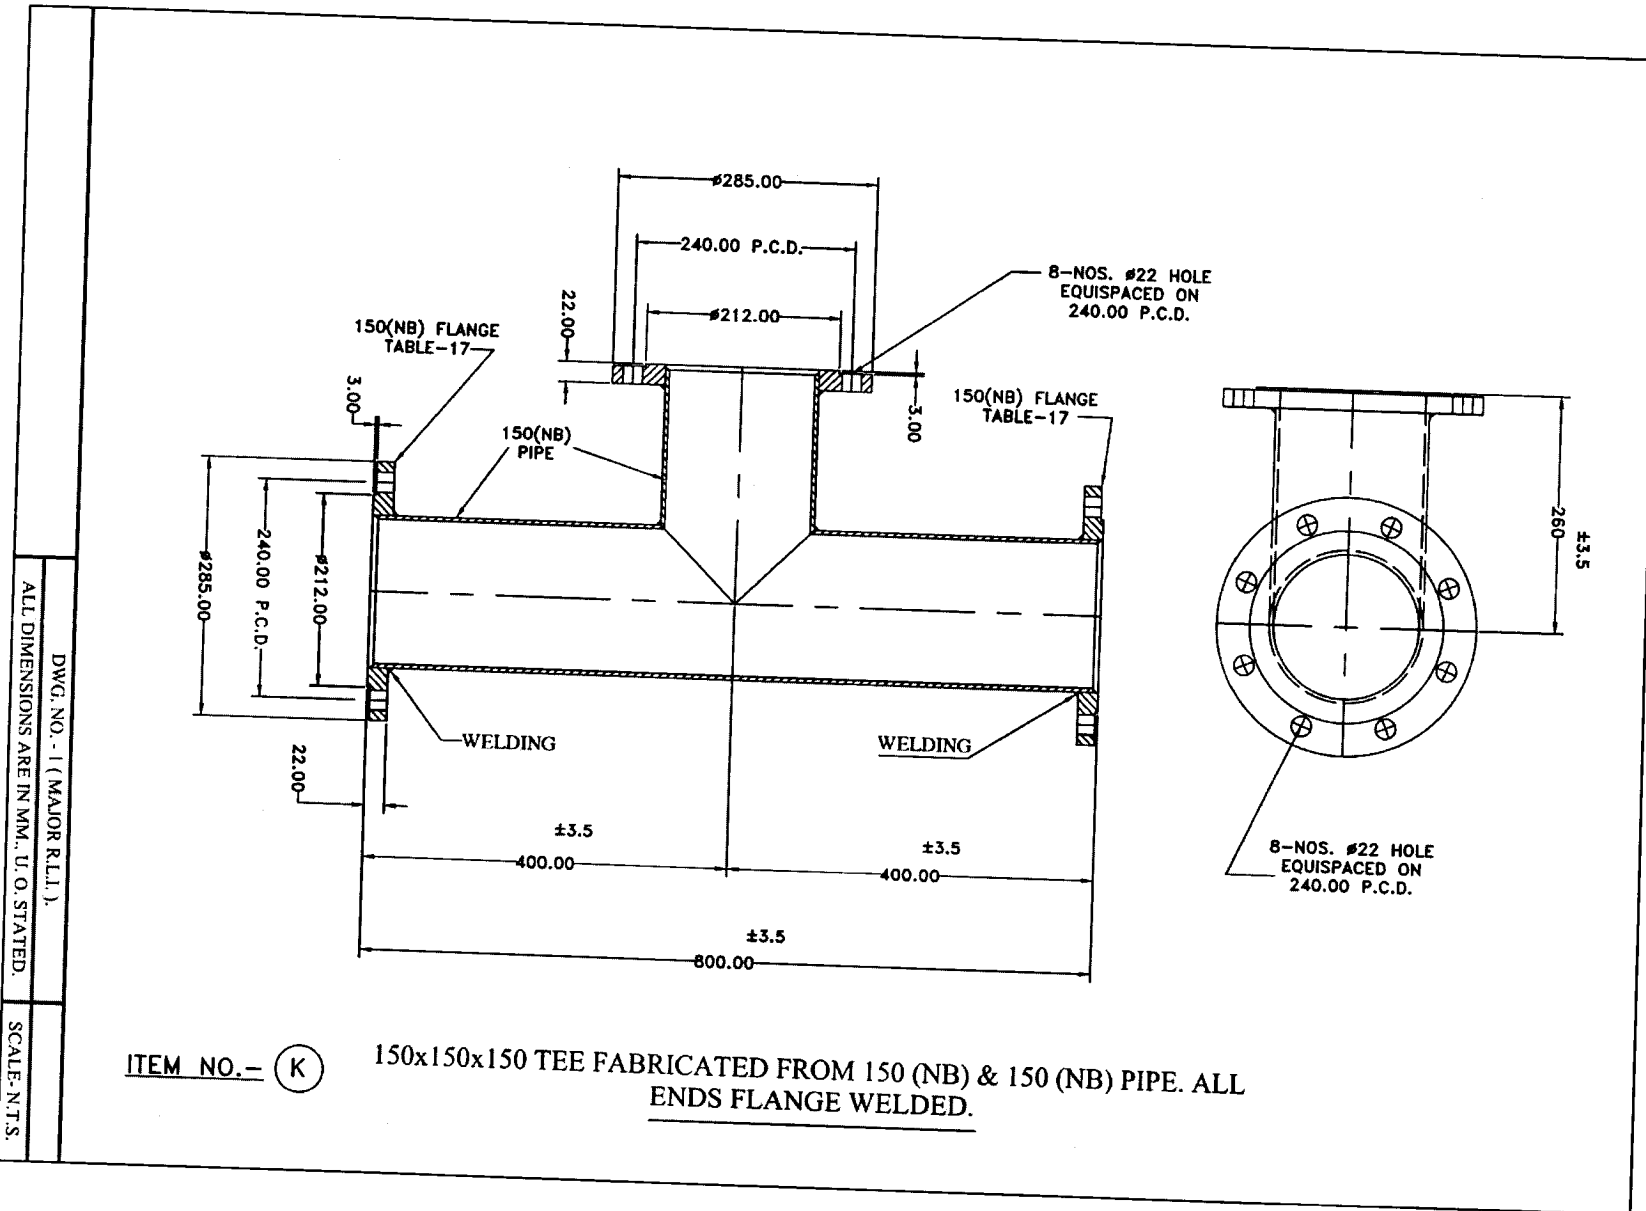 ø285.00
240.00 P.C.D.
ø212.00
22.00
8-NOS. ø22 HOLE
EQUISPACED ON
240.00 P.C.D.
150(NB) FLANGE
TABLE-17
3.00
3.00
150(NB) FLANGE
TABLE-17
150(NB)
PIPE
ø285.00
240.00 P.C.D.
ø212.00
260
±3.5
WELDING
WELDING
22.00
±3.5
400.00
±3.5
400.00
±3.5
800.00
8-NOS. ø22 HOLE
EQUISPACED ON
240.00 P.C.D.
ITEM NO.- K
150x150x150 TEE FABRICATED FROM 150 (NB) & 150 (NB) PIPE. ALL
ENDS FLANGE WELDED.
DWG. NO. - 1 ( MAJOR R.L.I. ).
ALL DIMENSIONS ARE IN MM., U. O. STATED.
SCALE- N.T.S.